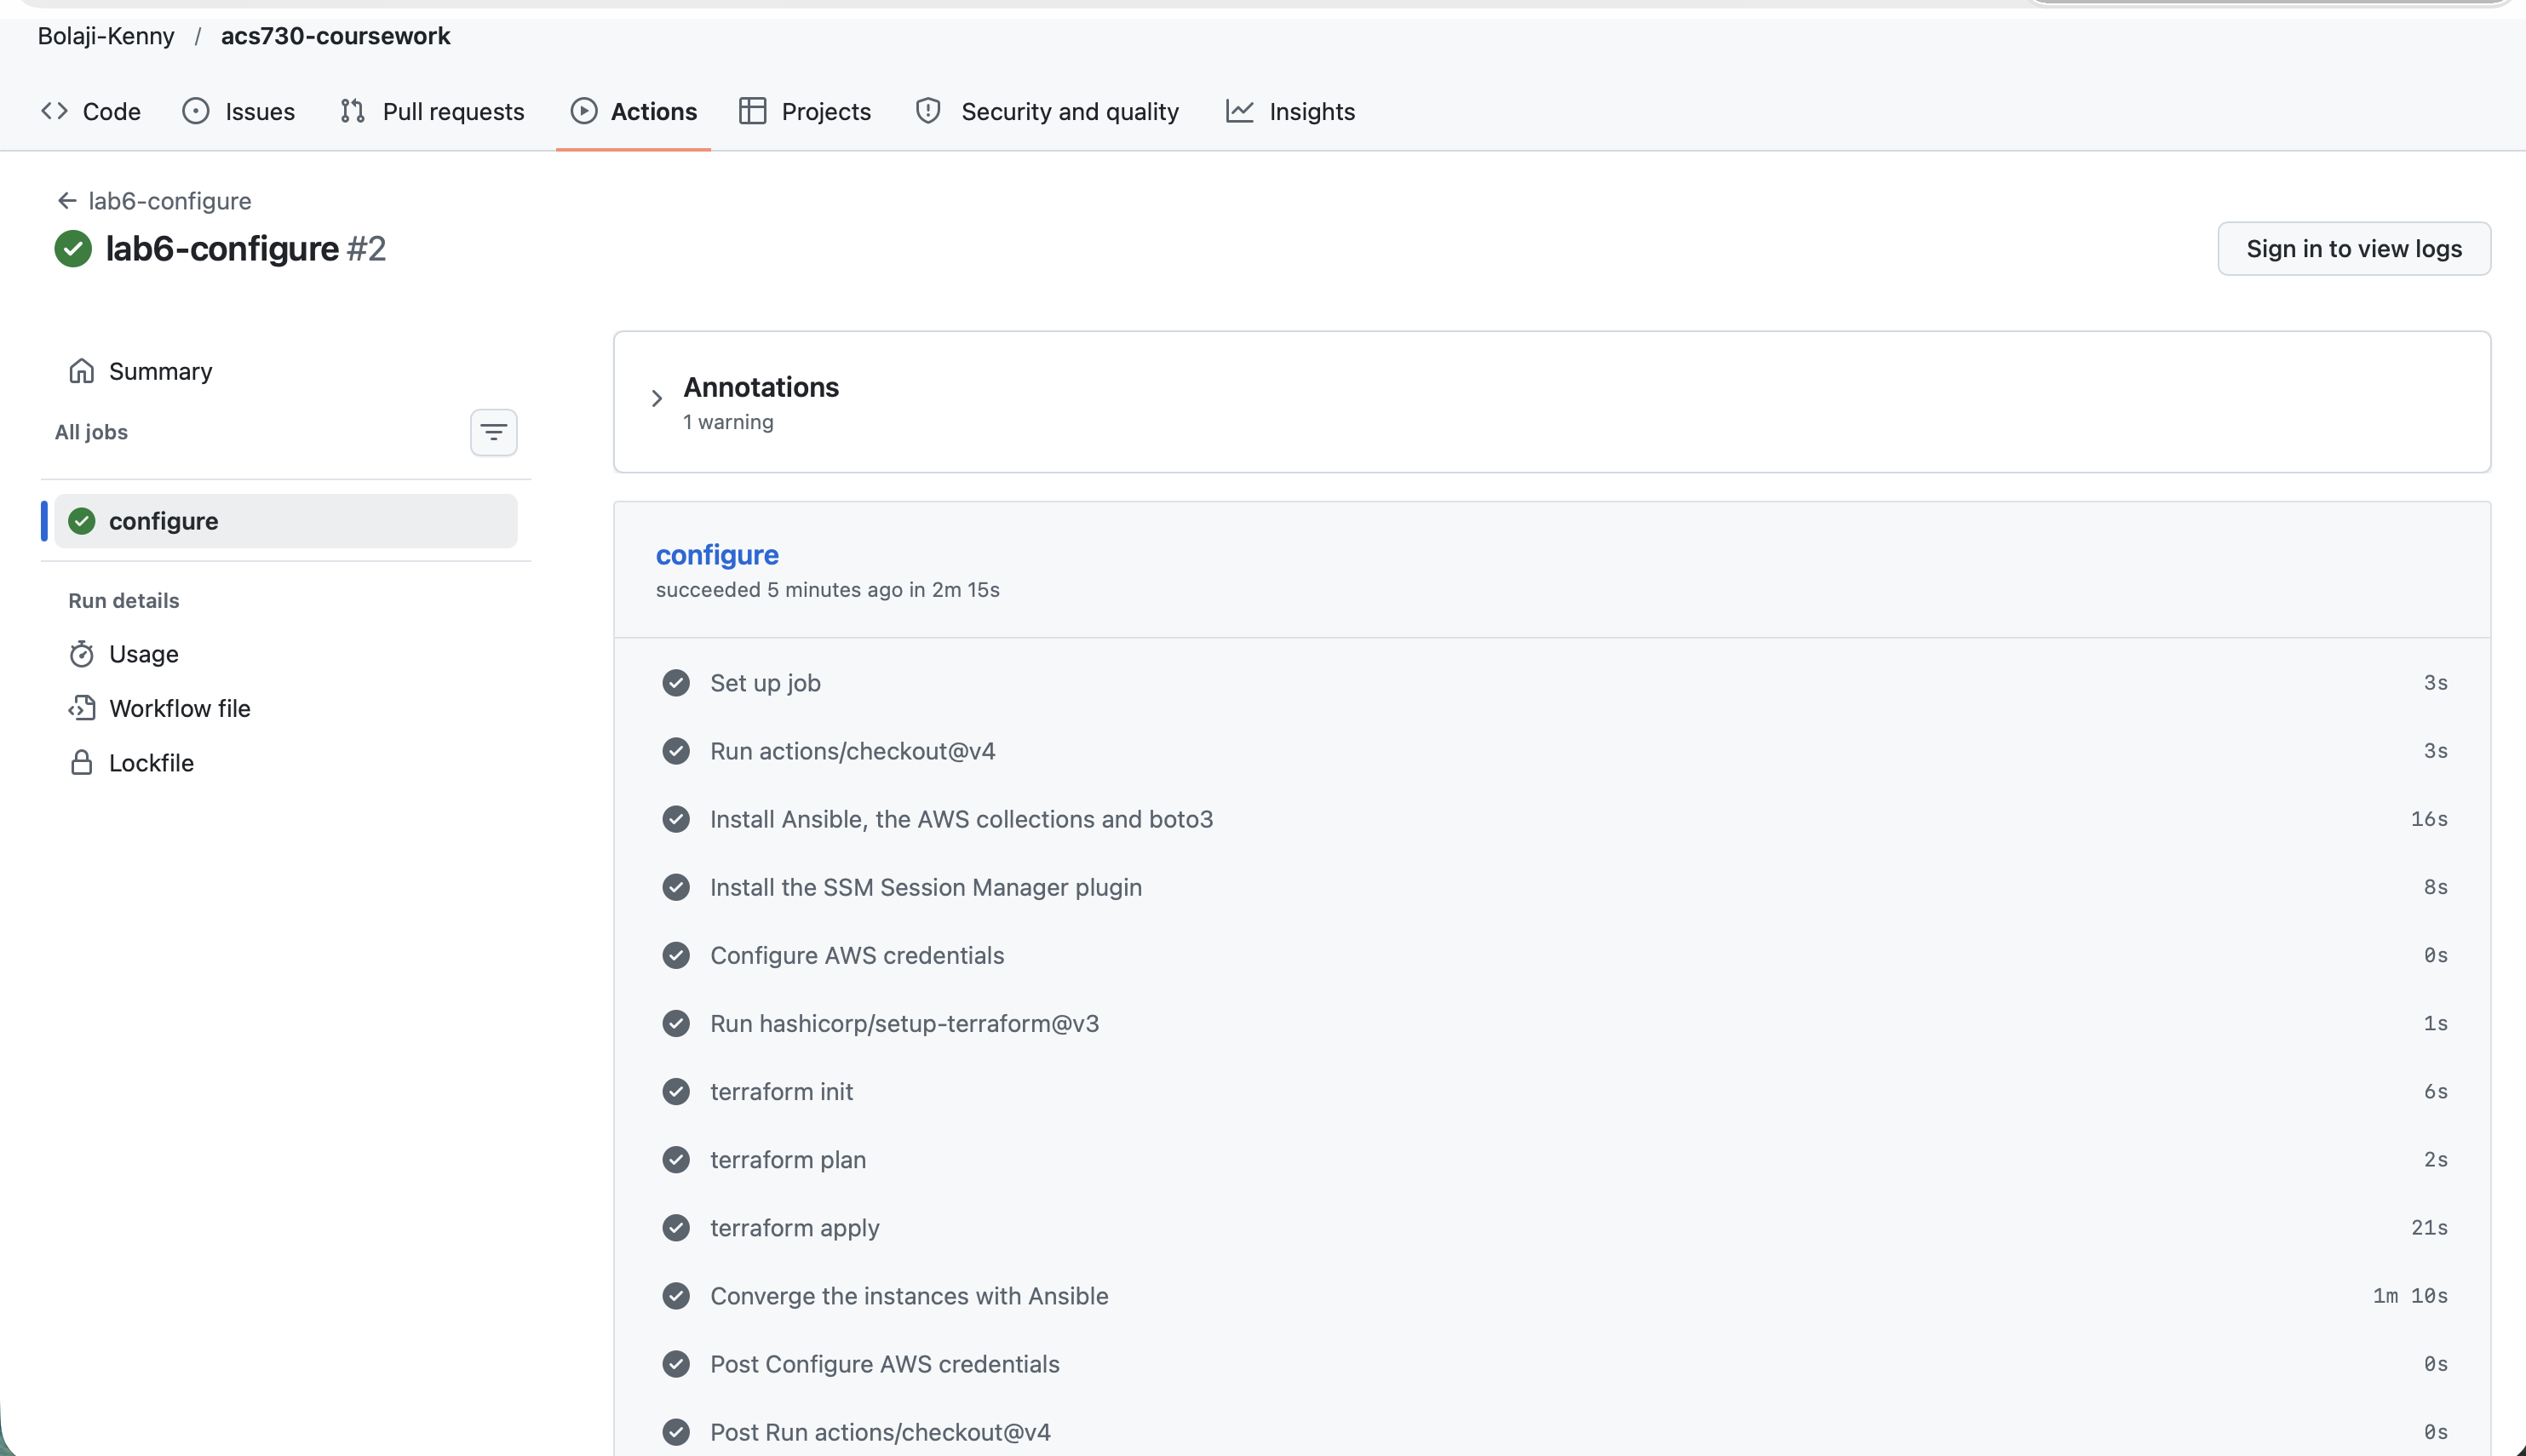 Bolaji-Kenny / acs730-coursework
Code Issues Pull requests Actions Projects Security and quality Insights
lab6-configure
lab6-configure #2
Sign in to view logs
Summary
All jobs
configure
Run details
Usage
Workflow file
Lockfile
Annotations
1 warning
configure
succeeded 5 minutes ago in 2m 15s
Set up job 3s
Run actions/checkout@v4 3s
Install Ansible, the AWS collections and boto3 16s
Install the SSM Session Manager plugin 8s
Configure AWS credentials 0s
Run hashicorp/setup-terraform@v3 1s
terraform init 6s
terraform plan 2s
terraform apply 21s
Converge the instances with Ansible 1m 10s
Post Configure AWS credentials 0s
Post Run actions/checkout@v4 0s